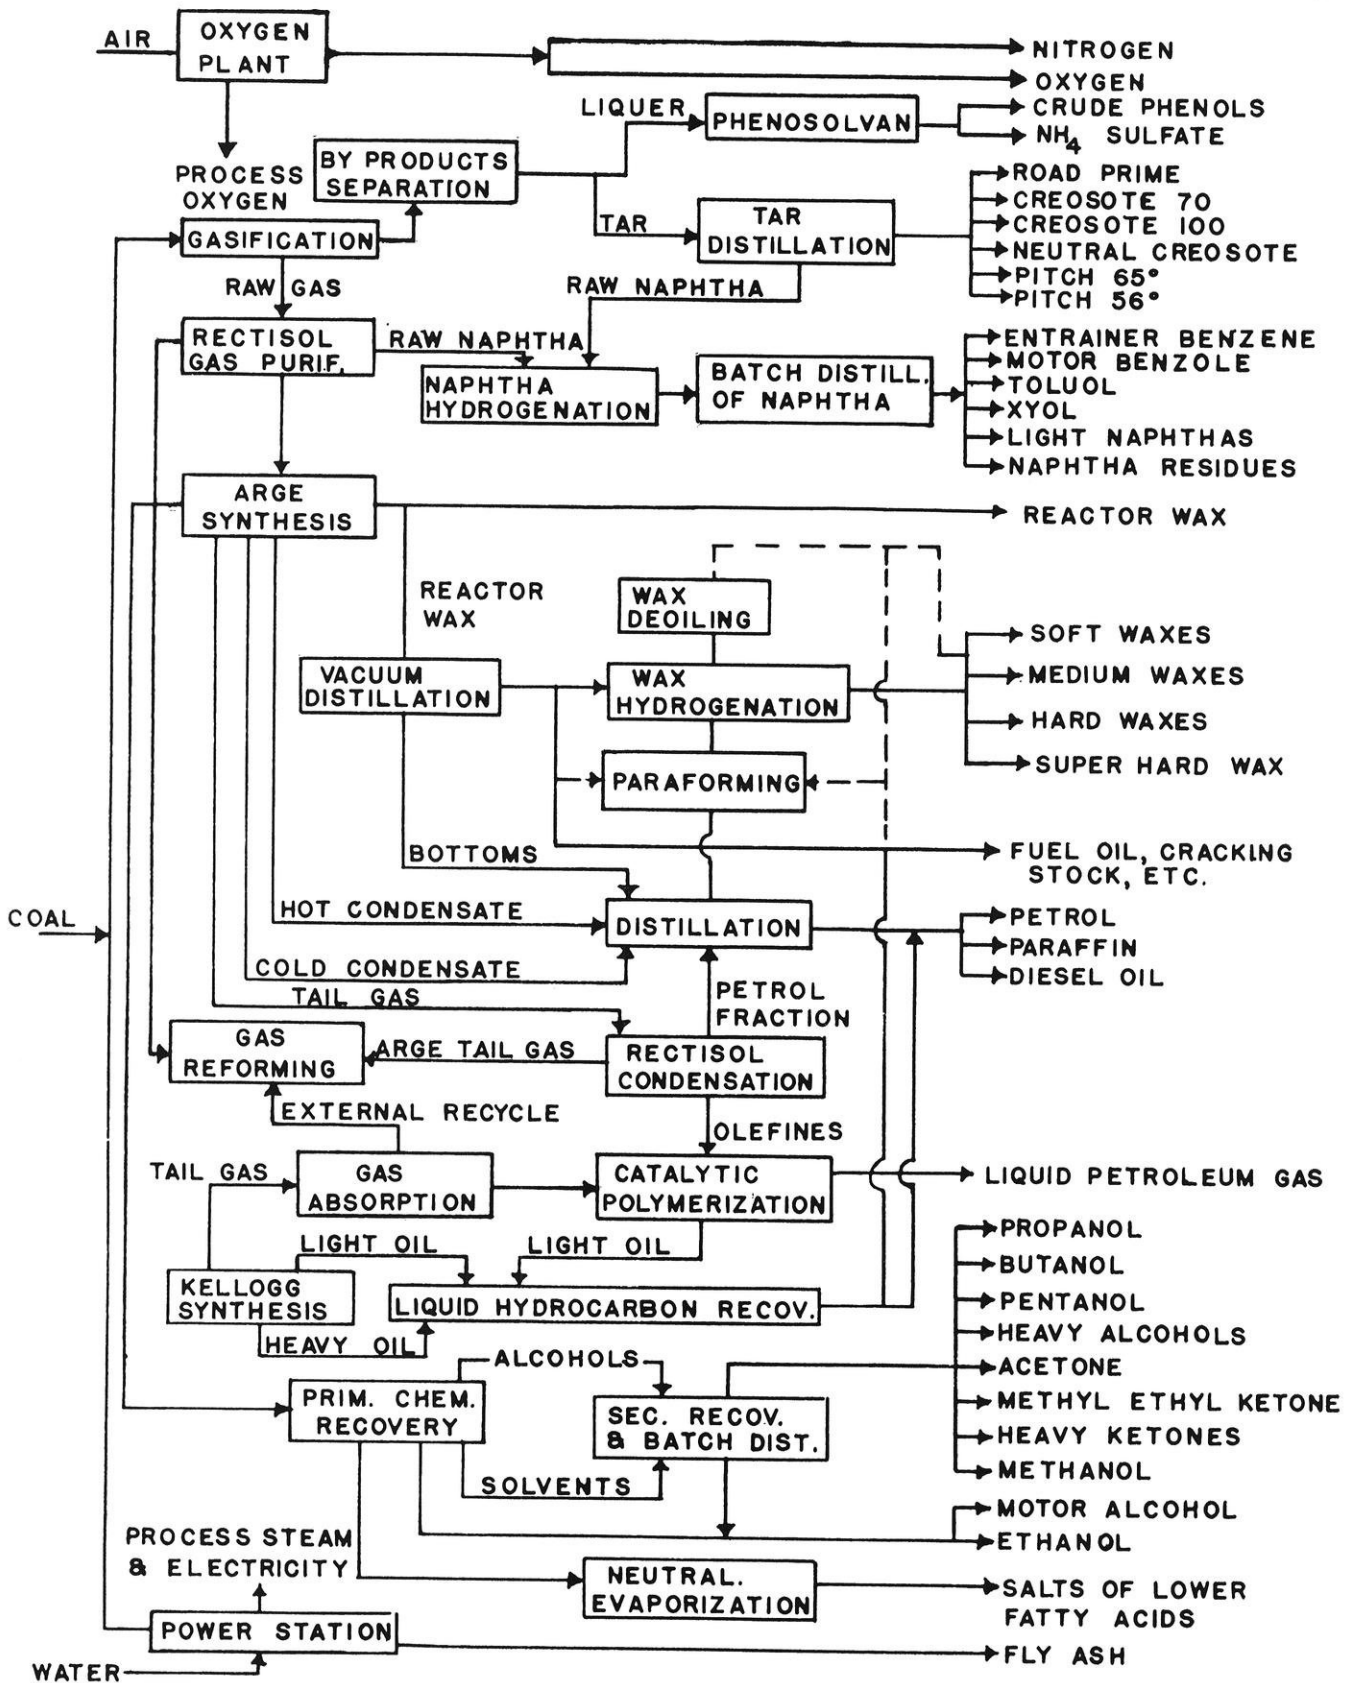 AIR
OXYGEN
PLANT
NITROGEN
OXYGEN
LIQUER
PHENOSOLVAN
CRUDE PHENOLS
NH4 SULFATE
BY PRODUCTS
SEPARATION
PROCESS
OXYGEN
ROAD PRIME
CREOSOTE 70
CREOSOTE 100
NEUTRAL CREOSOTE
PITCH 65°
PITCH 56°
TAR
TAR
DISTILLATION
GASIFICATION
RAW GAS
RAW NAPHTHA
RECTISOL
GAS PURIF.
RAW NAPHTHA
NAPHTHA
HYDROGENATION
BATCH DISTILL.
OF NAPHTHA
ENTRAINER BENZENE
MOTOR BENZOLE
TOLUOL
XYOL
LIGHT NAPHTHAS
NAPHTHA RESIDUES
ARGE
SYNTHESIS
REACTOR WAX
REACTOR
WAX
WAX
DEOILING
SOFT WAXES
MEDIUM WAXES
HARD WAXES
SUPER HARD WAX
VACUUM
DISTILLATION
WAX
HYDROGENATION
PARAFORMING
BOTTOMS
FUEL OIL, CRACKING
STOCK, ETC.
COAL
HOT CONDENSATE
DISTILLATION
PETROL
PARAFFIN
DIESEL OIL
COLD CONDENSATE
TAIL GAS
PETROL
FRACTION
GAS
REFORMING
ARGE TAIL GAS
RECTISOL
CONDENSATION
EXTERNAL RECYCLE
OLEFINES
TAIL GAS
GAS
ABSORPTION
CATALYTIC
POLYMERIZATION
LIQUID PETROLEUM GAS
LIGHT OIL
LIGHT OIL
KELLOGG
SYNTHESIS
LIQUID HYDROCARBON RECOV.
HEAVY OIL
PROPANOL
BUTANOL
PENTANOL
HEAVY ALCOHOLS
ACETONE
METHYL ETHYL KETONE
HEAVY KETONES
METHANOL
MOTOR ALCOHOL
ETHANOL
ALCOHOLS
PRIM. CHEM.
RECOVERY
SEC. RECOV.
& BATCH DIST.
SOLVENTS
PROCESS STEAM
& ELECTRICITY
NEUTRAL.
EVAPORIZATION
SALTS OF LOWER
FATTY ACIDS
POWER STATION
FLY ASH
WATER